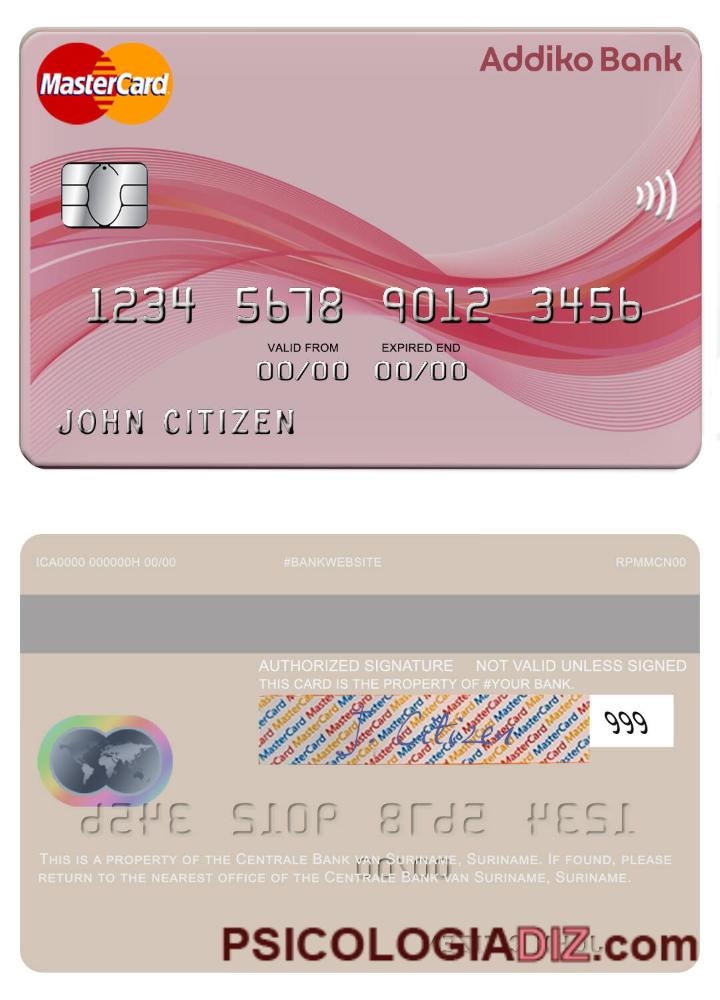 MasterCard
Addiko Bank
1234 5678 9012 3456
VALID FROM EXPIRED END
00/00 00/00
JOHN CITIZEN
ICA0000 000000H 00/00 #BANKWEBSITE RPMMCN00
AUTHORIZED SIGNATURE NOT VALID UNLESS SIGNED
THIS CARD IS THE PROPERTY OF #YOUR BANK.
J Citizen 999
THIS IS A PROPERTY OF THE CENTRALE BANK VAN SURINAME, SURINAME. IF FOUND, PLEASE
RETURN TO THE NEAREST OFFICE OF THE CENTRALE BANK VAN SURINAME, SURINAME.
PSICOLOGIADIZ.com